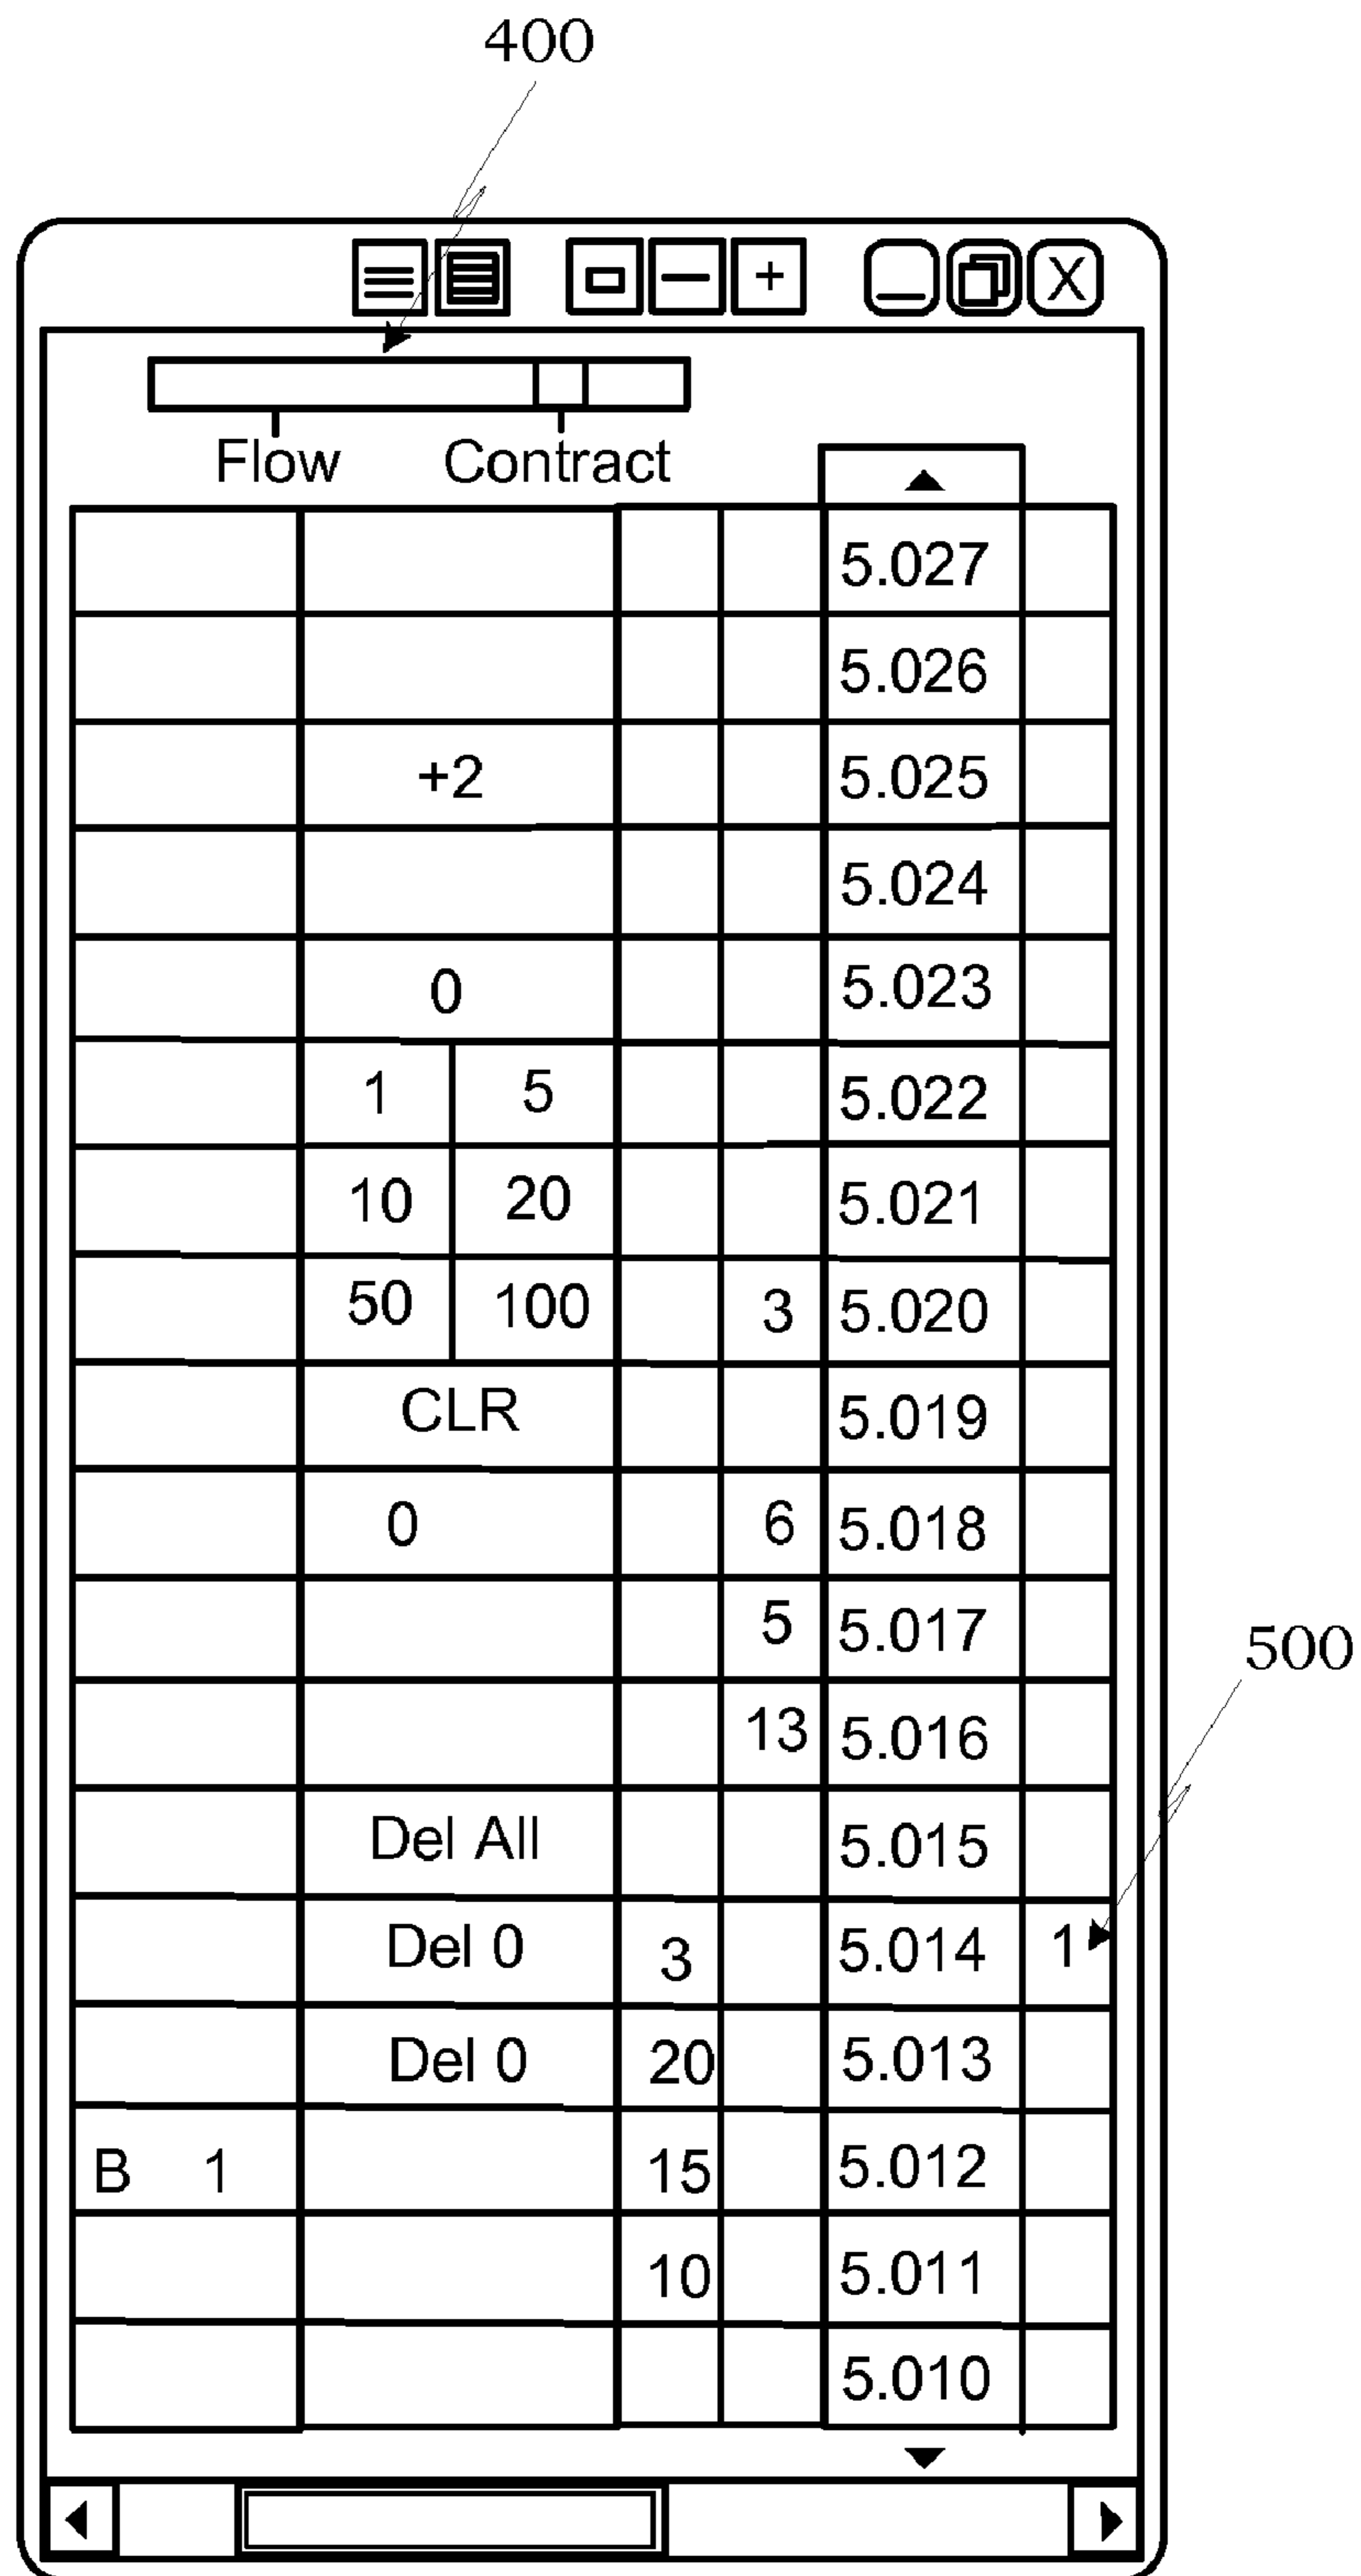 400
+ X
Flow Contract
5.027
5.026
+2 5.025
5.024
0 5.023
1 5 5.022
10 20 5.021
50 100 3 5.020
CLR 5.019
0 6 5.018
5 5.017
500
13 5.016
Del All 5.015
Del 0 3 5.014 1
Del 0 20 5.013
B 1 15 5.012
10 5.011
5.010